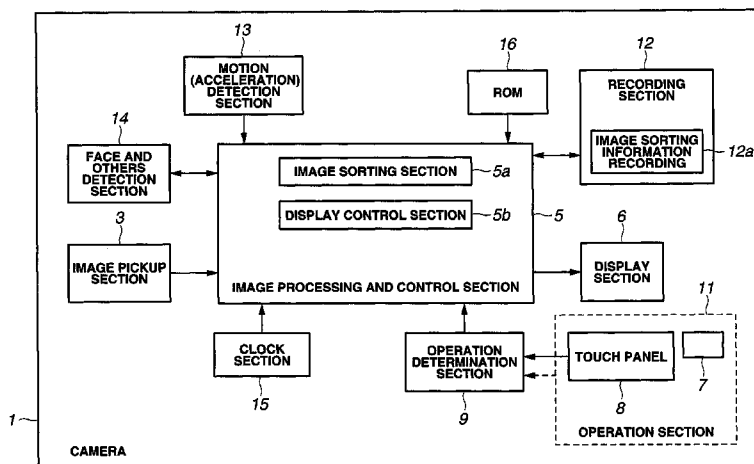 13
MOTION
(ACCELERATION)
DETECTION
SECTION
16
ROM
12
RECORDING
SECTION
IMAGE SORTING
INFORMATION
RECORDING
12a
14
FACE AND
OTHERS
DETECTION
SECTION
IMAGE SORTING SECTION
5a
DISPLAY CONTROL SECTION
5b
5
3
IMAGE PICKUP
SECTION
IMAGE PROCESSING AND CONTROL SECTION
6
DISPLAY
SECTION
11
CLOCK
SECTION
15
OPERATION
DETERMINATION
SECTION
9
TOUCH PANEL
8
7
OPERATION SECTION
1
CAMERA